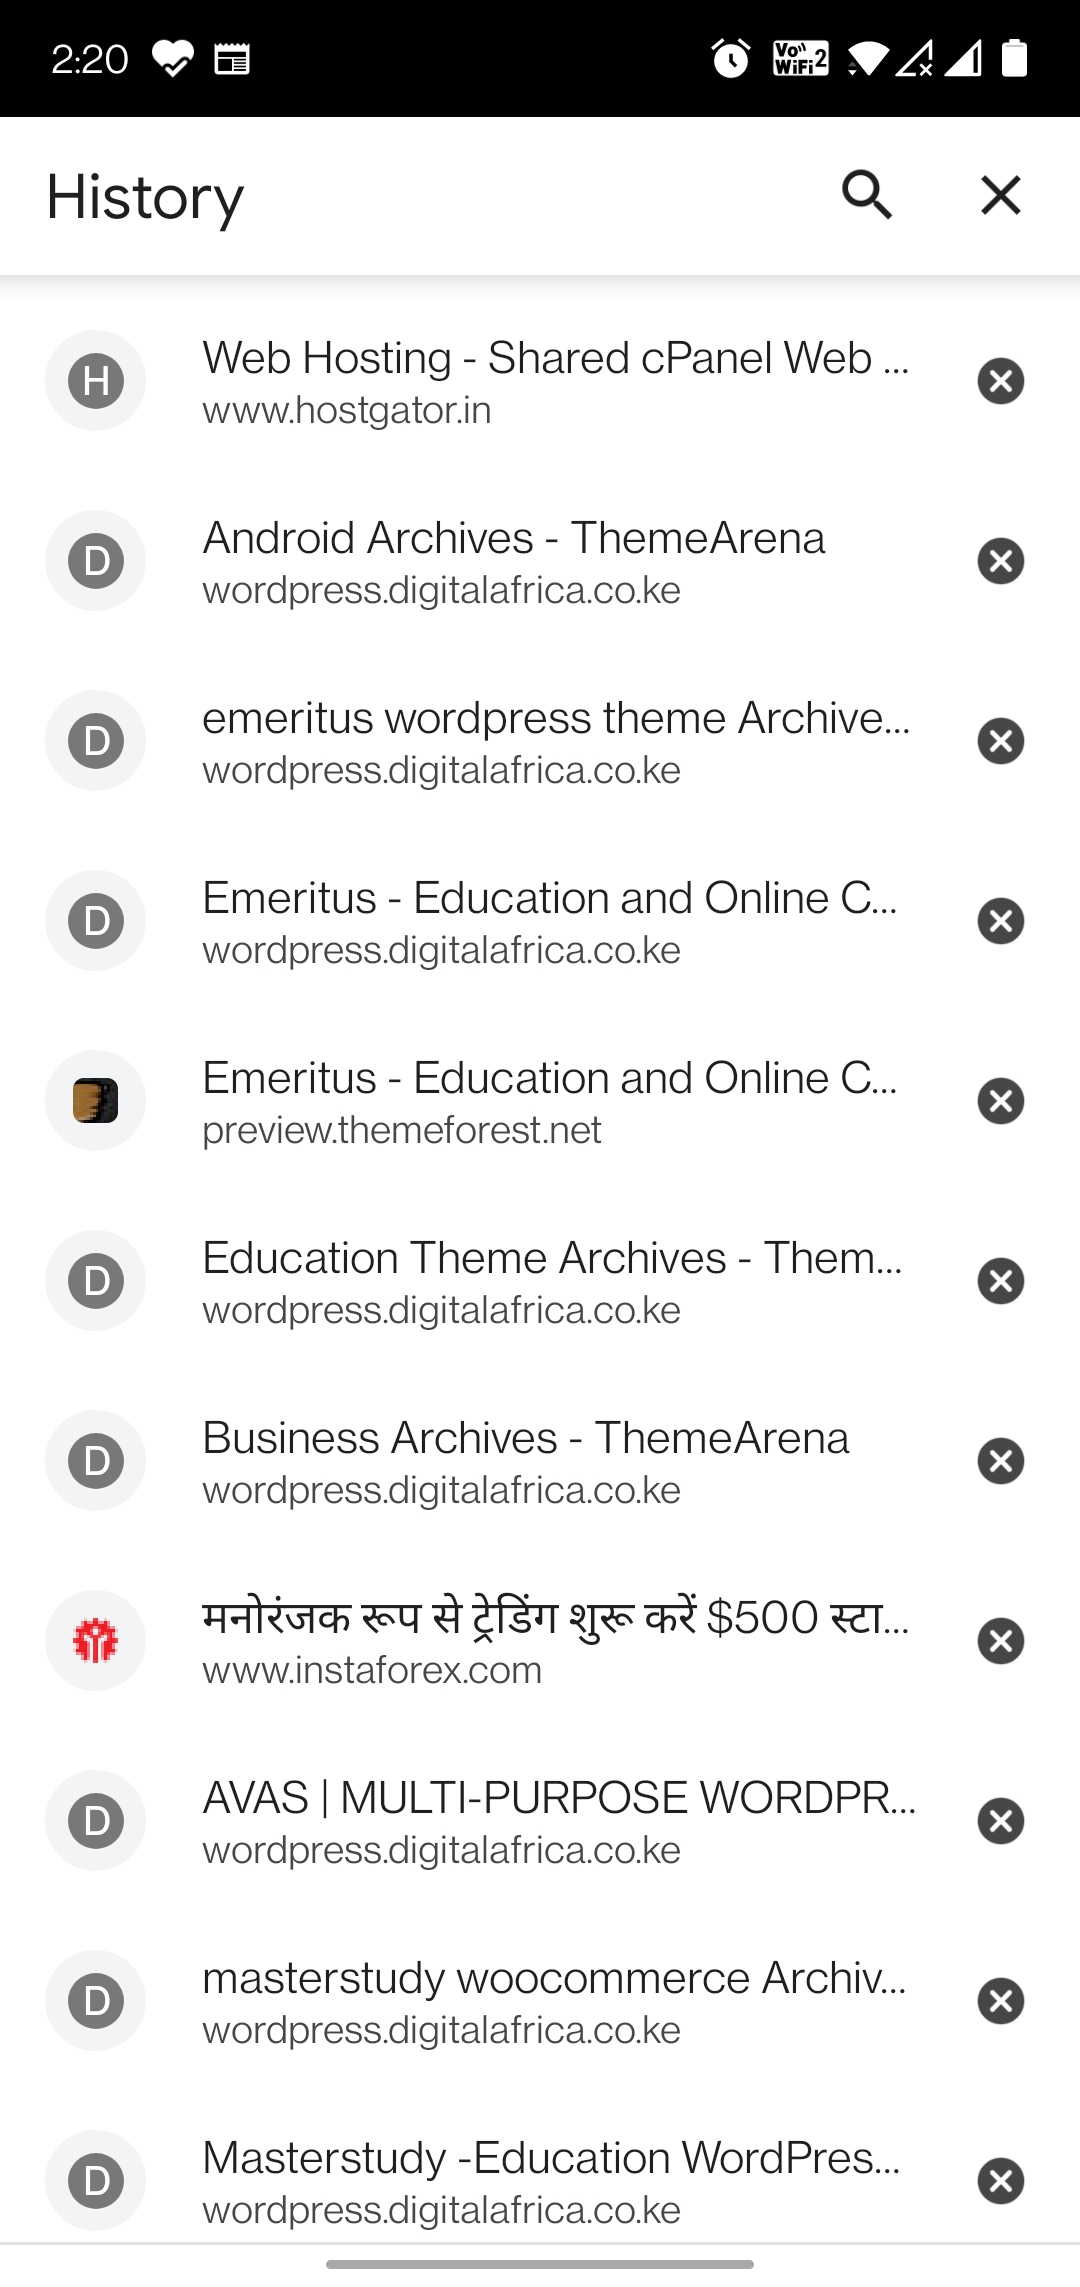 2:20
Vo)) WiFi 2
History
H
Web Hosting - Shared cPanel Web ...
www.hostgator.in
D
Android Archives - ThemeArena
wordpress.digitalafrica.co.ke
D
emeritus wordpress theme Archive...
wordpress.digitalafrica.co.ke
D
Emeritus - Education and Online C...
wordpress.digitalafrica.co.ke
Emeritus - Education and Online C...
preview.themeforest.net
D
Education Theme Archives - Them...
wordpress.digitalafrica.co.ke
D
Business Archives - ThemeArena
wordpress.digitalafrica.co.ke
मनोरंजक रूप से ट्रेडिंग शुरू करें $500 स्टा...
www.instaforex.com
D
AVAS | MULTI-PURPOSE WORDPR...
wordpress.digitalafrica.co.ke
D
masterstudy woocommerce Archiv...
wordpress.digitalafrica.co.ke
D
Masterstudy -Education WordPres...
wordpress.digitalafrica.co.ke